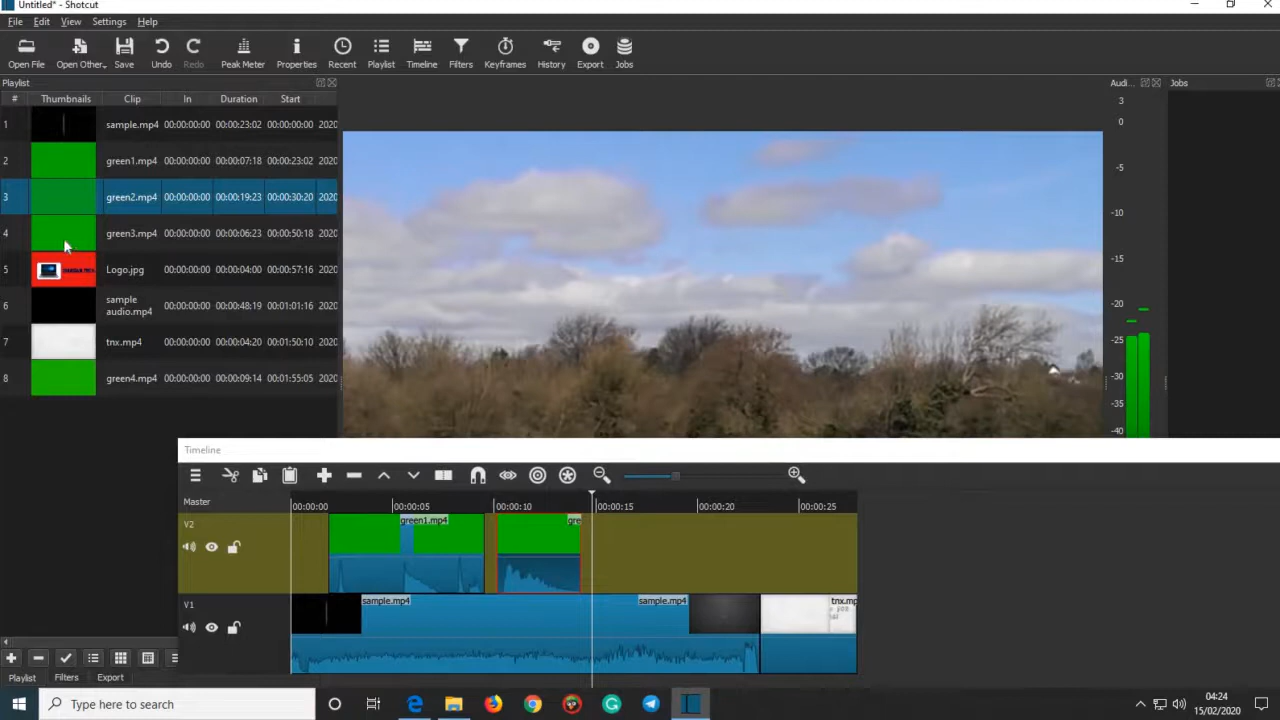 Untitled* - Shotcut
File Edit View Settings Help
Open File Open Other.. Save Undo Redo Peak Meter Properties Recent Playlist Timeline Filters Keyframes History Export Jobs
Playlist
Audi...
Jobs
# Thumbnails Clip In Duration Start
1 sample.mp4 00:00:00:00 00:00:23:02 00:00:00:00 2020
2 green1.mp4 00:00:00:00 00:00:07:18 00:00:23:02 2020
3 green2.mp4 00:00:00:00 00:00:19:23 00:00:30:20 2020
4 green3.mp4 00:00:00:00 00:00:06:23 00:00:50:18 2020
5 Logo.jpg 00:00:00:00 00:00:04:00 00:00:57:16 2020
6 sample audio.mp4 00:00:00:00 00:00:48:19 00:01:01:16 2020
7 tnx.mp4 00:00:00:00 00:00:04:20 00:01:50:10 2020
8 green4.mp4 00:00:00:00 00:00:09:14 00:01:55:05 2020
3
0
-5
-10
-15
-20
-25
-30
-35
-40
Timeline
Master
00:00:00 00:00:05 00:00:10 00:00:15 00:00:20 00:00:25
V2
green1.mp4 gre
V1
sample.mp4 sample.mp4 tnx.mp
Playlist Filters Export
Type here to search
04:24
15/02/2020